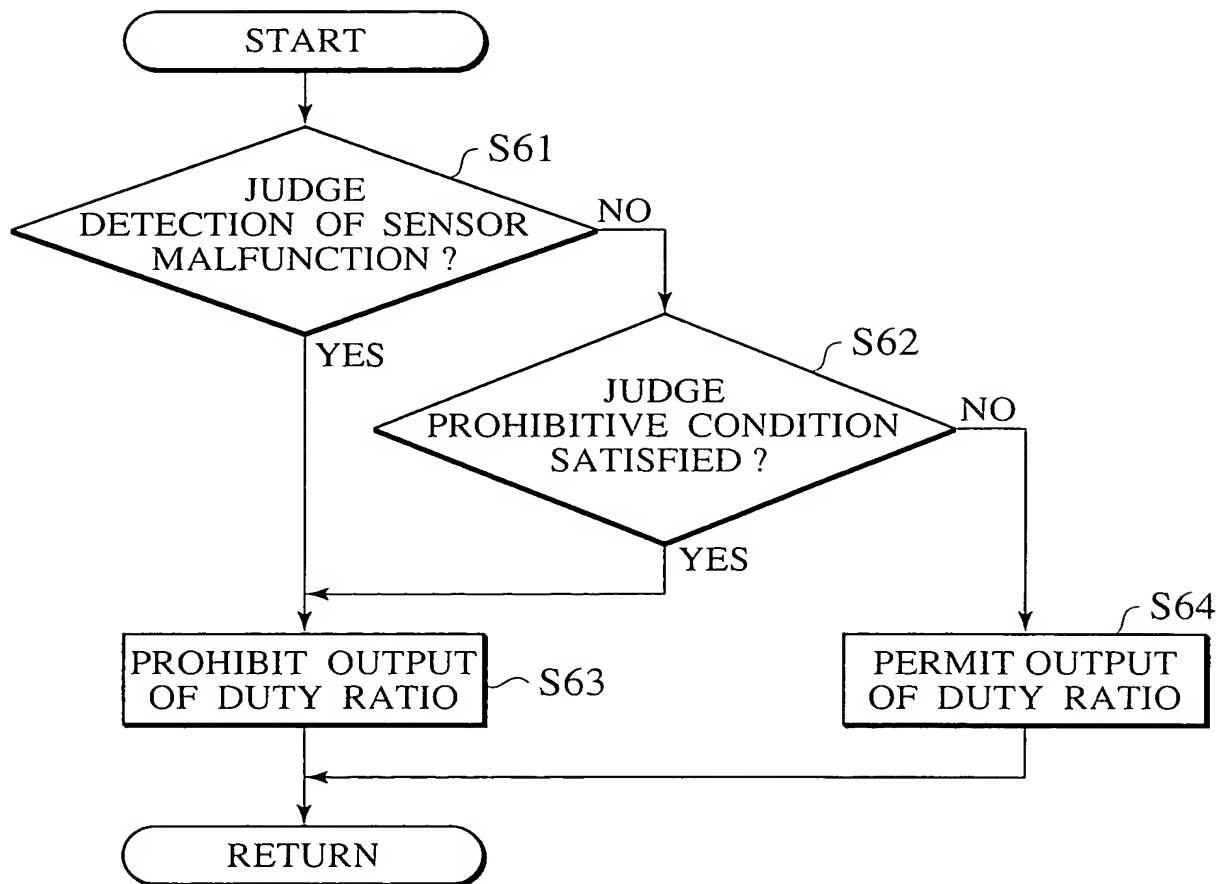 START
S61
JUDGE
DETECTION OF SENSOR
MALFUNCTION ?
NO
YES
S62
JUDGE
PROHIBITIVE CONDITION
SATISFIED ?
NO
YES
PROHIBIT OUTPUT
OF DUTY RATIO
S63
S64
PERMIT OUTPUT
OF DUTY RATIO
RETURN